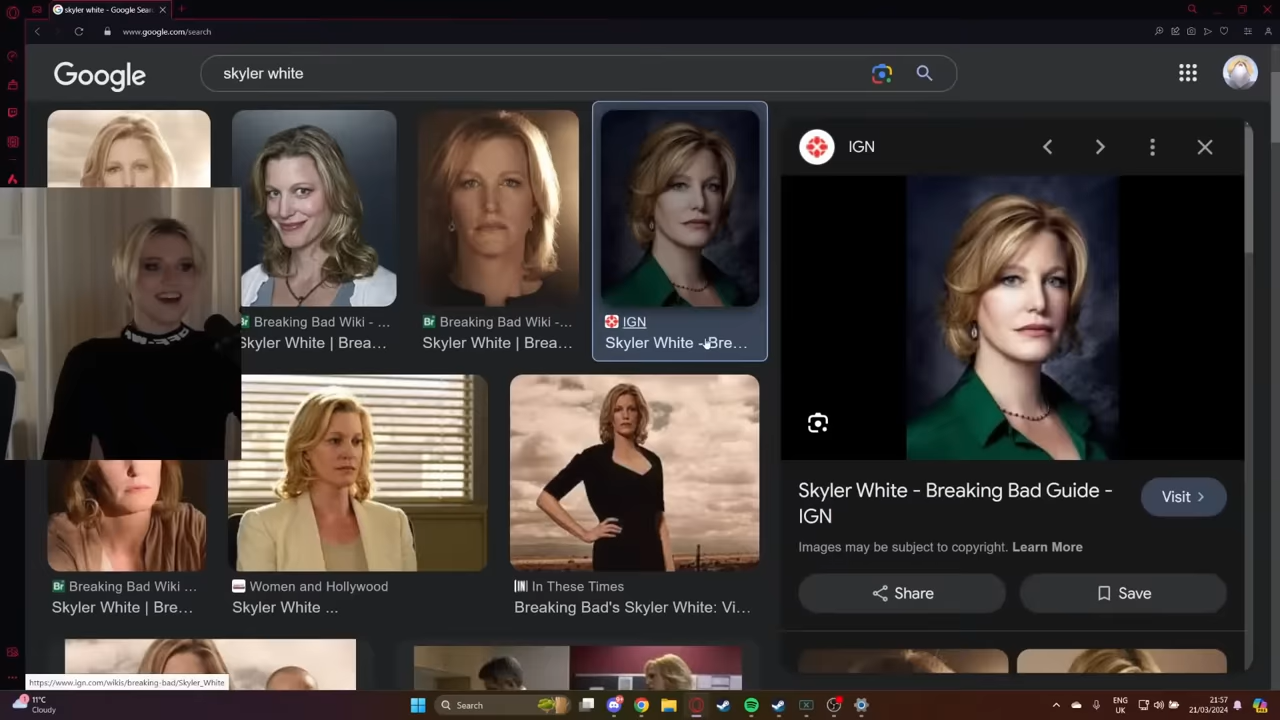 skyler white - Google Sear
www.google.com/search
Google
skyler white
IGN
Breaking Bad Wiki - ...
Skyler White | Brea...
Breaking Bad Wiki -...
Skyler White | Brea...
IGN
Skyler White - Bre...
Skyler White - Breaking Bad Guide -
IGN
Visit
Images may be subject to copyright. Learn More
Share
Save
Br
Breaking Bad Wiki ...
Skyler White | Bre...
Women and Hollywood
Skyler White ...
In These Times
Breaking Bad's Skyler White: Vi...
https://www.ign.com/wikis/breaking-bad/Skyler_White
11°C
Cloudy
Search
ENG
UK
21:57
21/03/2024